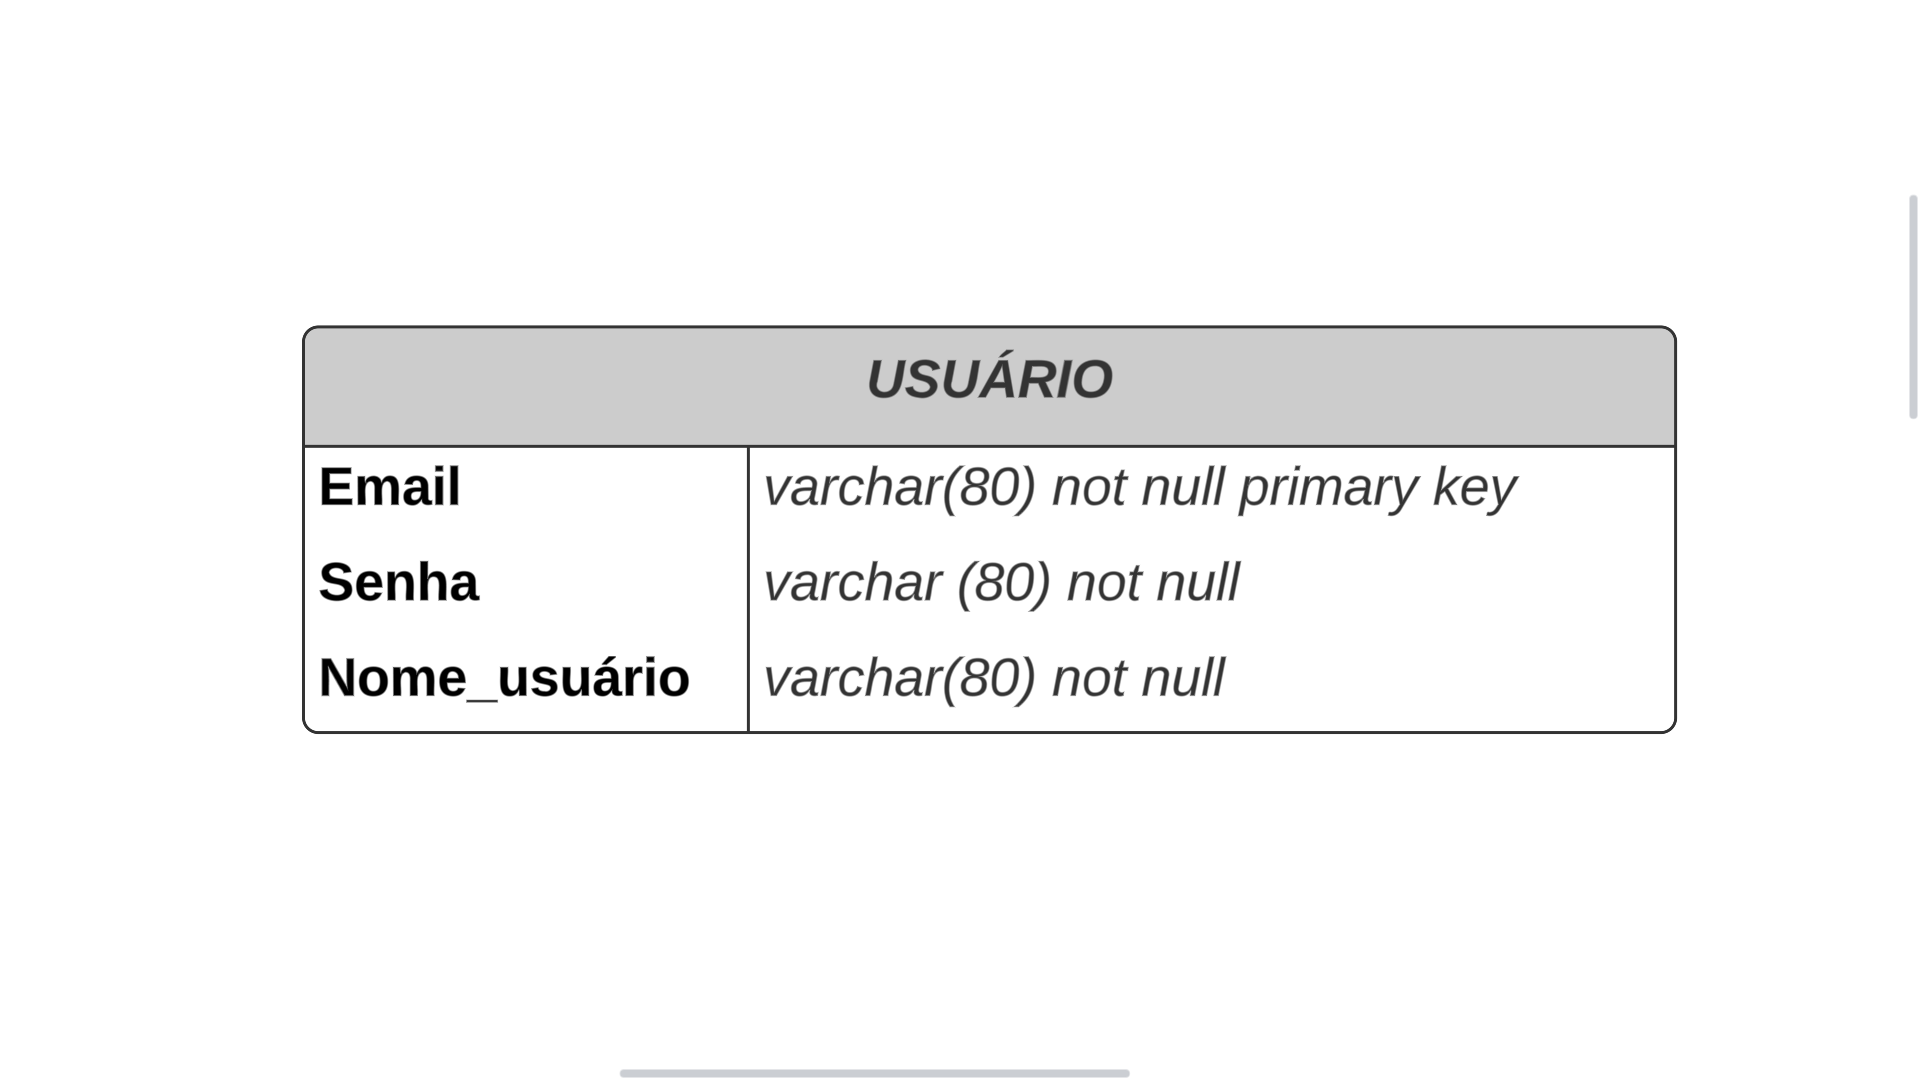 USUÁRIO
Email varchar(80) not null primary key
Senha varchar (80) not null
Nome_usuário varchar(80) not null